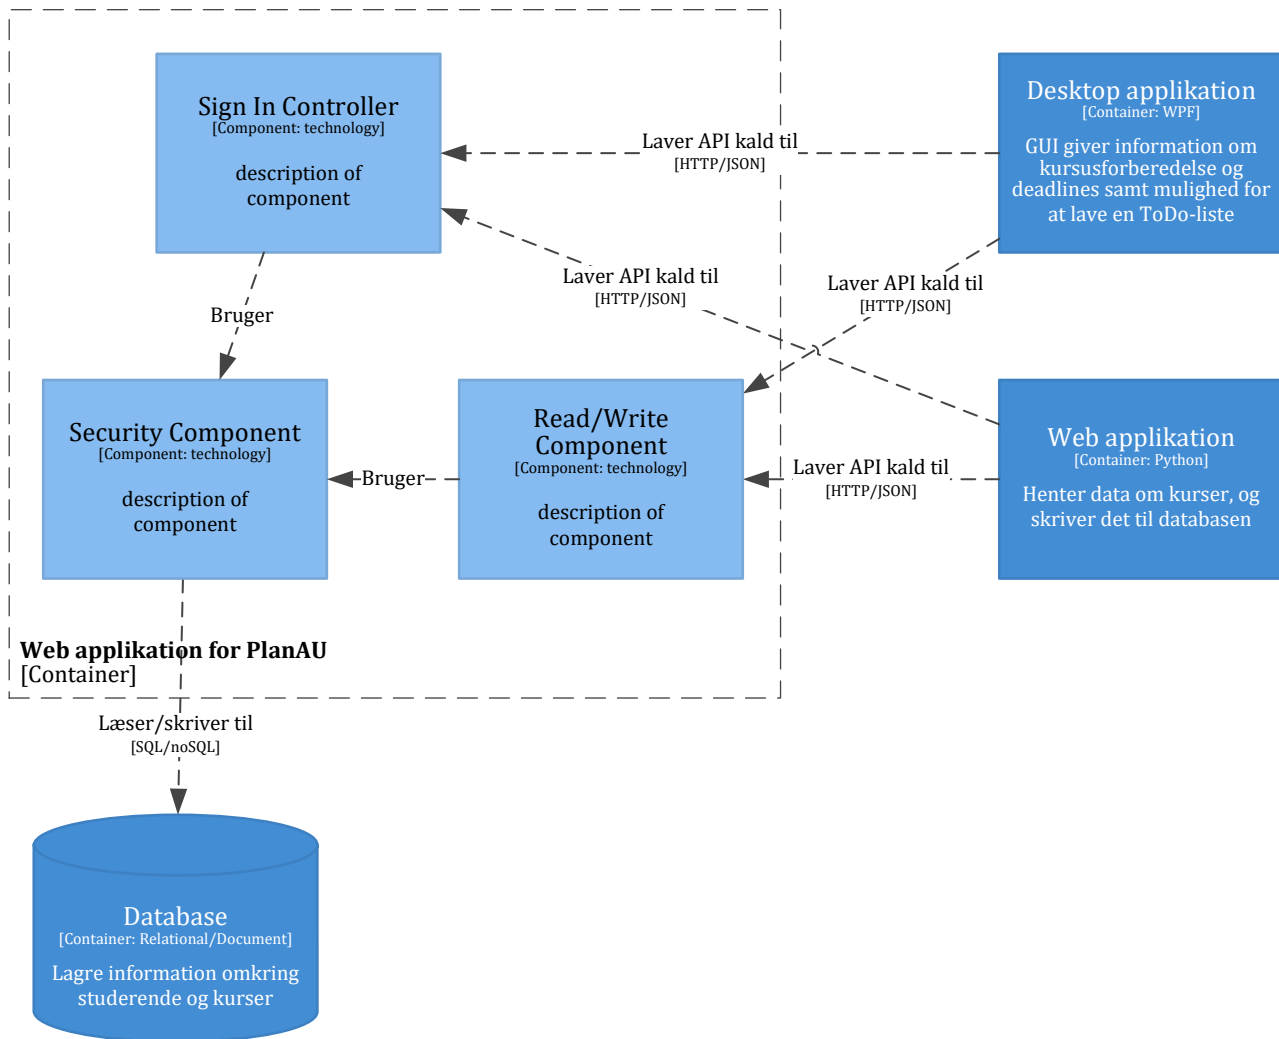 Sign In Controller
[Component: technology]
description of
component
Desktop applikation
[Container: WPF]
GUI giver information om
kursusforberedelse og
deadlines samt mulighed for
at lave en ToDo-liste
Laver API kald til
[HTTP/JSON]
Laver API kald til
[HTTP/JSON]
Laver API kald til
[HTTP/JSON]
Bruger
Security Component
[Component: technology]
description of
component
Bruger
Read/Write
Component
[Component: technology]
description of
component
Laver API kald til
[HTTP/JSON]
Web applikation
[Container: Python]
Henter data om kurser, og
skriver det til databasen
Web applikation for PlanAU
[Container]
Læser/skriver til
[SQL/noSQL]
Database
[Container: Relational/Document]
Lagre information omkring
studerende og kurser